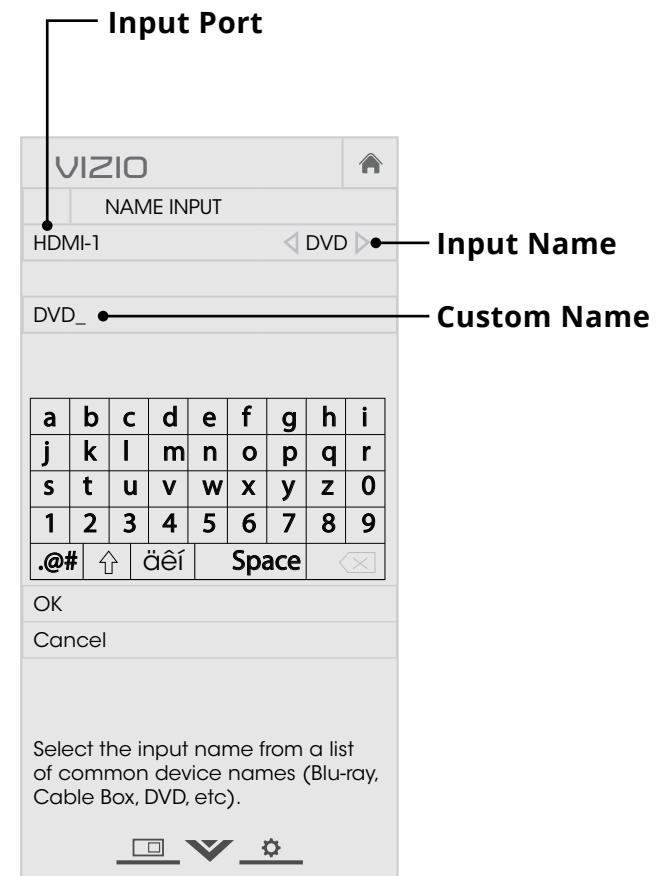 Input Port
VIZIO
NAME INPUT
HDMI-1 DVD
Input Name
DVD_
Custom Name
a b c d e f g h i
j k l m n o p q r
s t u v w x y z 0
1 2 3 4 5 6 7 8 9
.@# äêí Space
OK
Cancel
Select the input name from a list
of common device names (Blu-ray,
Cable Box, DVD, etc).